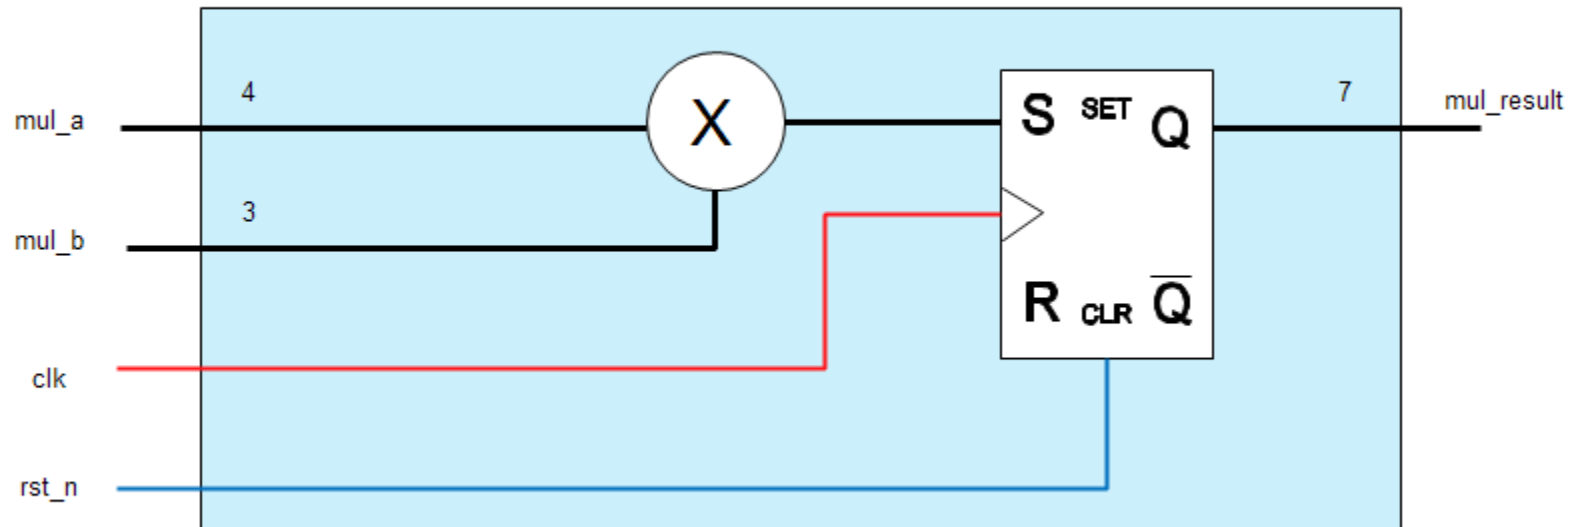 4
mul_a
X
S SET Q
7
mul_result
3
mul_b
R CLR Q̅
clk
rst_n